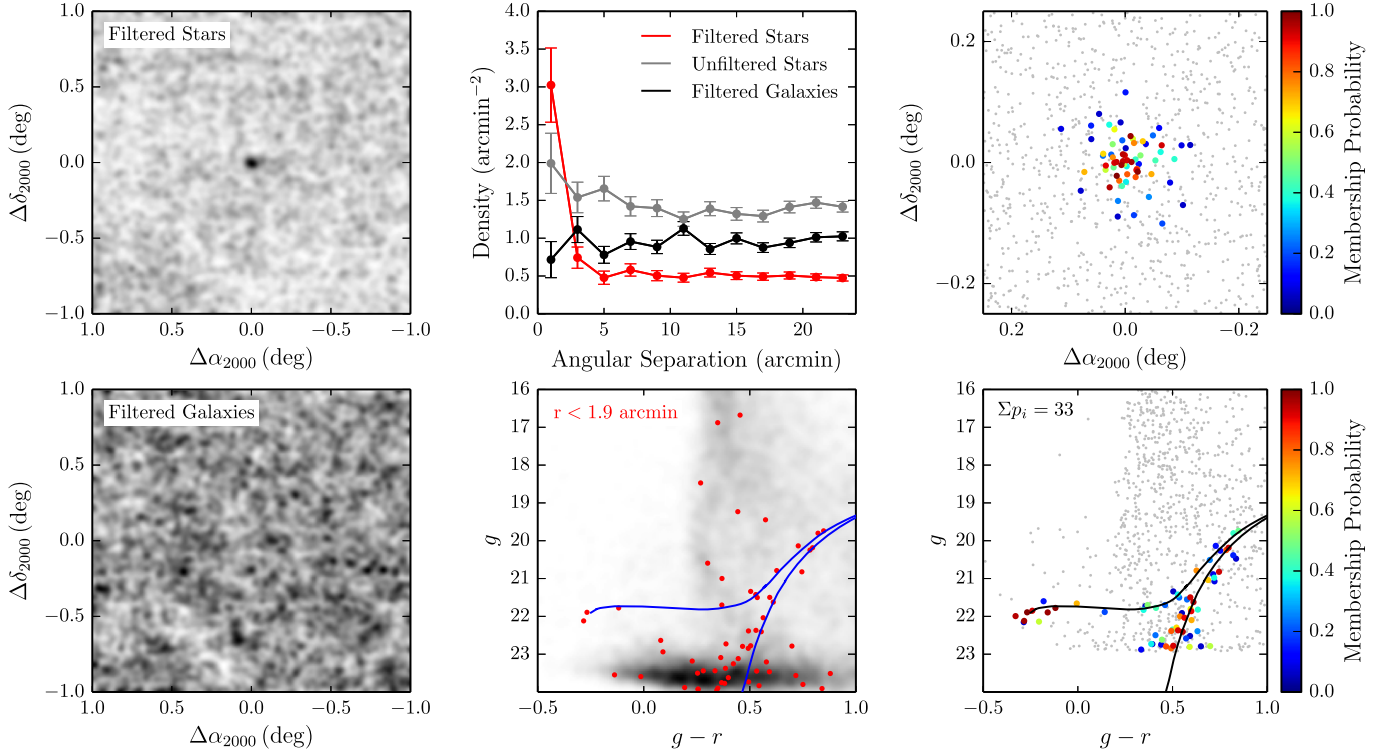 Filtered Stars
1.0
0.5
0.0
−0.5
−1.0
1.0 0.5 0.0 −0.5 −1.0
Δδ2000 (deg)
Δα2000 (deg)
Filtered Stars
Unfiltered Stars
Filtered Galaxies
4.0
3.5
3.0
2.5
2.0
1.5
1.0
0.5
0.0
0 5 10 15 20
Density (arcmin−2)
Angular Separation (arcmin)
0.2
0.0
−0.2
0.2 0.0 −0.2
Δδ2000 (deg)
Δα2000 (deg)
1.0
0.8
0.6
0.4
0.2
0.0
Membership Probability
Filtered Galaxies
1.0
0.5
0.0
−0.5
−1.0
1.0 0.5 0.0 −0.5 −1.0
Δδ2000 (deg)
Δα2000 (deg)
r < 1.9 arcmin
16
17
18
19
20
21
22
23
−0.5 0.0 0.5 1.0
g
g − r
Σpi = 33
16
17
18
19
20
21
22
23
−0.5 0.0 0.5 1.0
g
g − r
1.0
0.8
0.6
0.4
0.2
0.0
Membership Probability